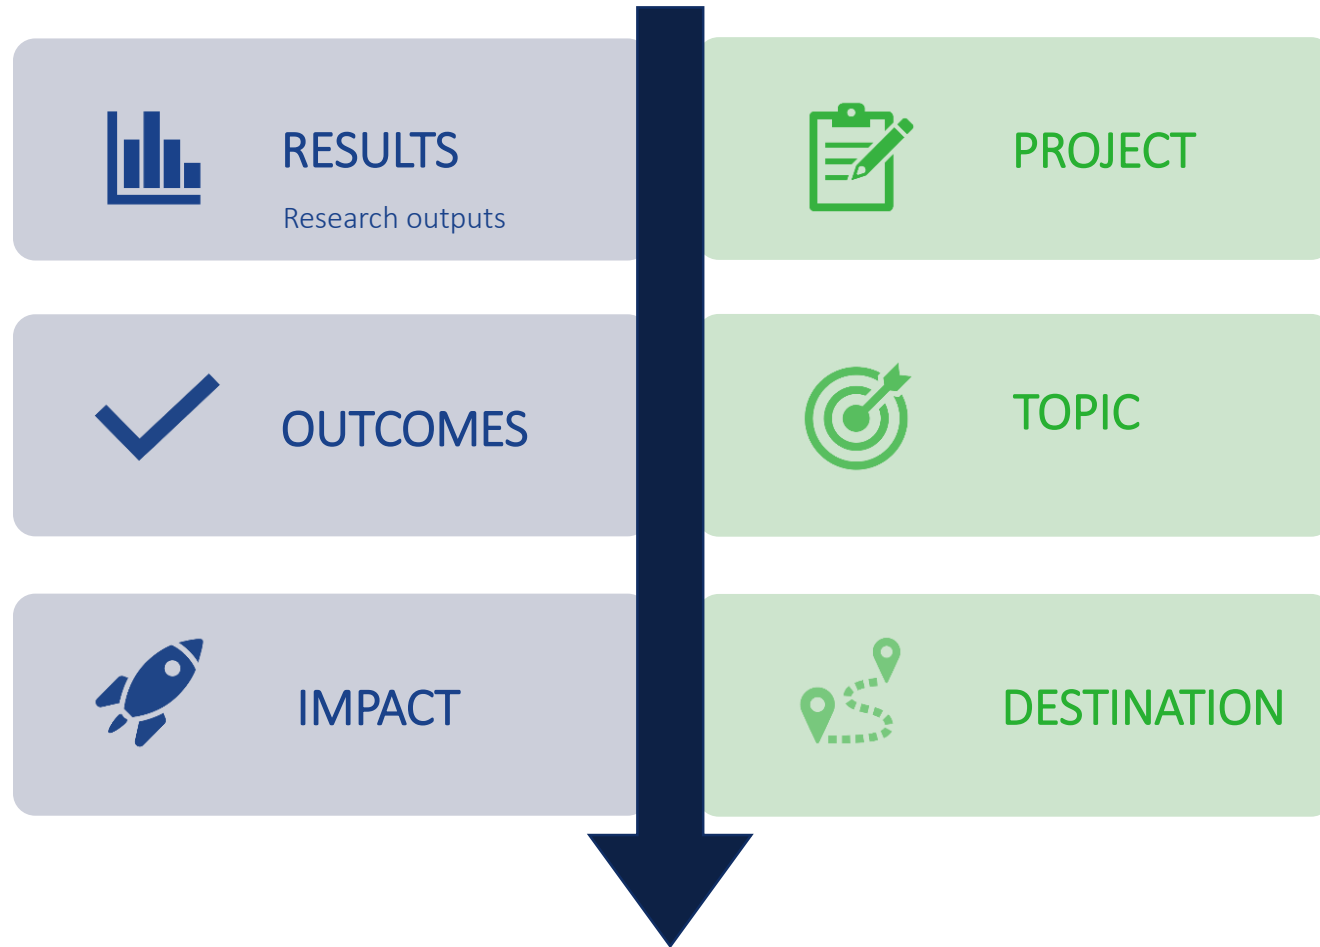 RESULTS
Research outputs
PROJECT
OUTCOMES
TOPIC
IMPACT
DESTINATION